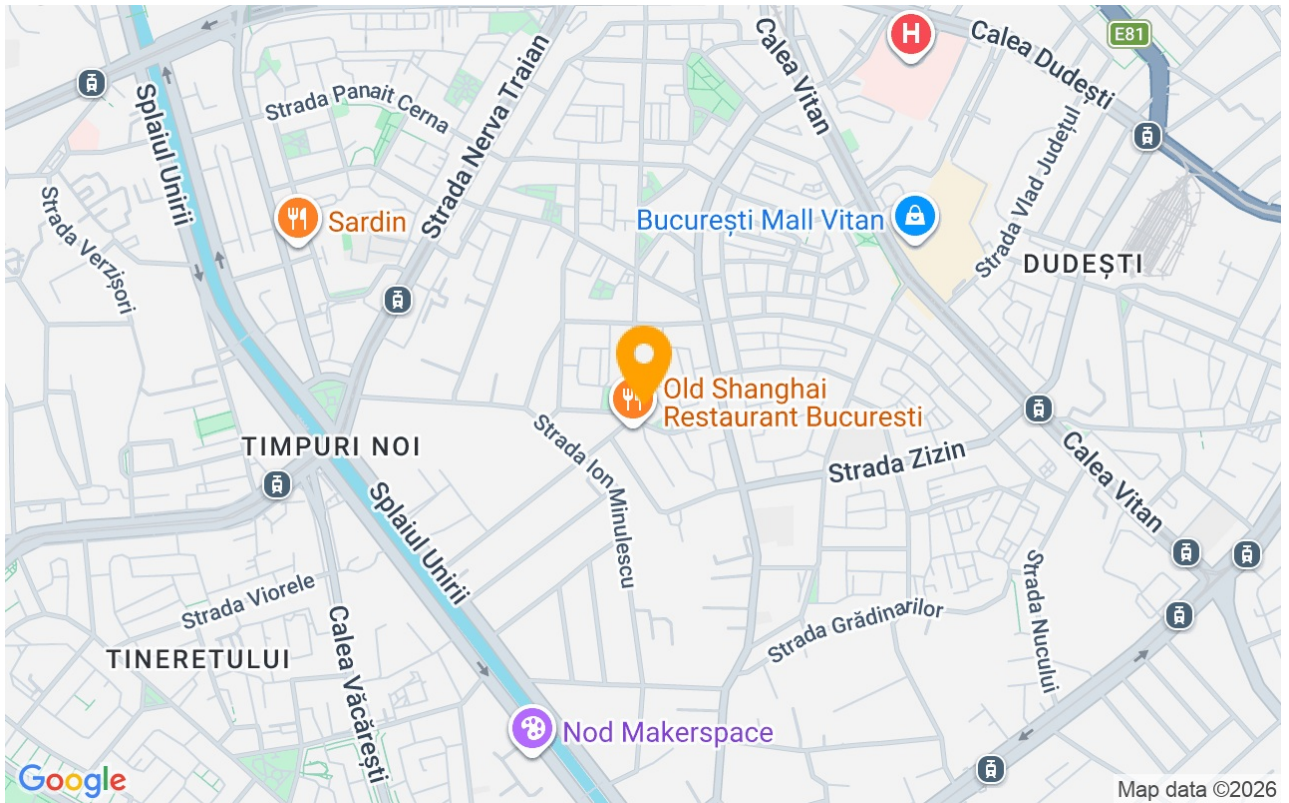 E81
H
Calea Dudești
Calea Vitan
Splaiul Unirii
Strada Panait Cerna
Strada Nerva Traian
Strada Vlad Județul
Strada Verzișori
Sardin
București Mall Vitan
DUDEȘTI
Old Shanghai
Restaurant Bucuresti
TIMPURI NOI
Strada Ion Minulescu
Strada Zizin
Calea Vitan
Splaiul Unirii
Strada Viorele
Calea Văcărești
Strada Grădinarilor
Strada Nucului
TINERETULUI
Nod Makerspace
Google
Map data ©2026